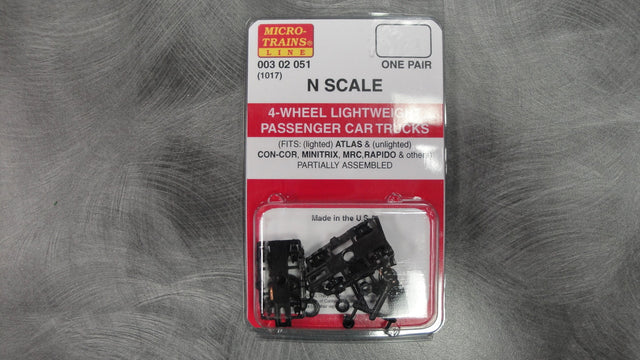 MICRO-
TRAINS®
LINE
003 02 051
(1017)
ONE PAIR
N SCALE
4-WHEEL LIGHTWEIGHT
PASSENGER CAR TRUCKS
(FITS: (lighted) ATLAS & (unlighted)
CON-COR, MINITRIX, MRC,RAPIDO & others)
PARTIALLY ASSEMBLED
Made in the U.S.